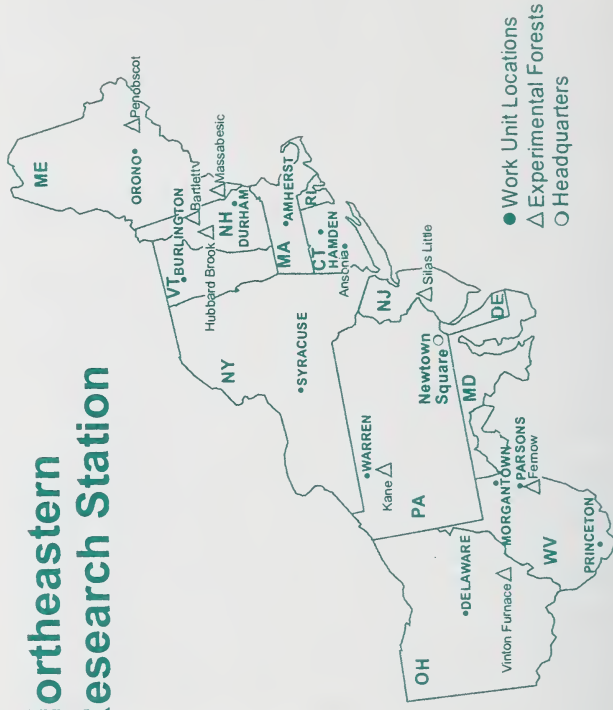 ortheastern
esearch Station
ME
ORONO
Penobscot
VT
BURLINGTON
Bartlett
Hubbard Brook
NH
Massabesic
DURHAM
NY
SYRACUSE
MA
AMHERST
CT
RI
HAMDEN
Ansonia
WARREN
Kane
PA
NJ
Silas Little
Newtown
Square
MD
DE
OH
DELAWARE
Vinton Furnace
MORGANTOWN
PARSONS
Fernow
WV
PRINCETON
Work Unit Locations
Experimental Forests
Headquarters